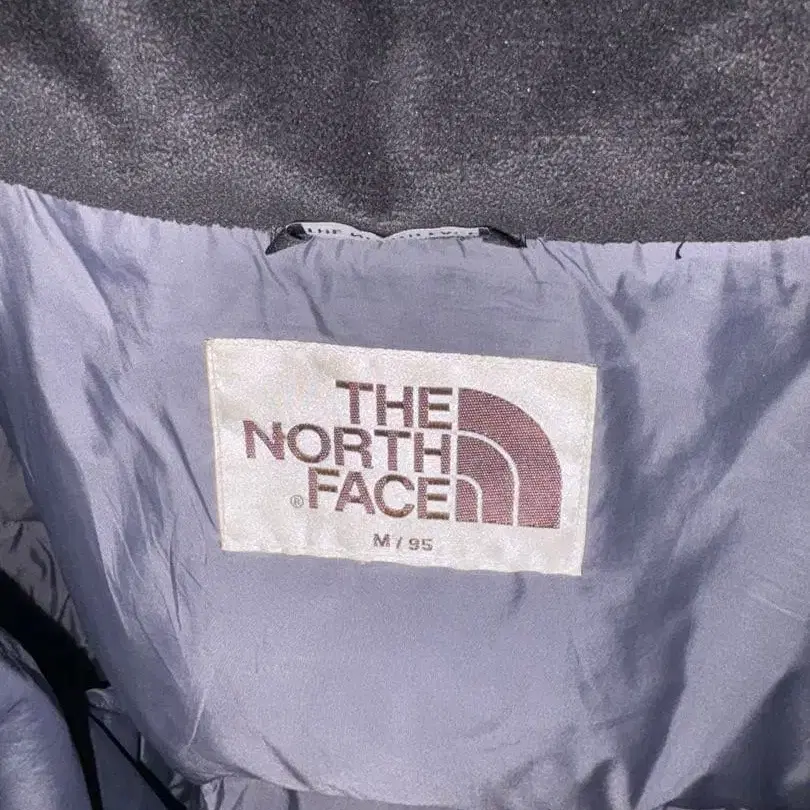 THE
NORTH
FACE
®
M / 95